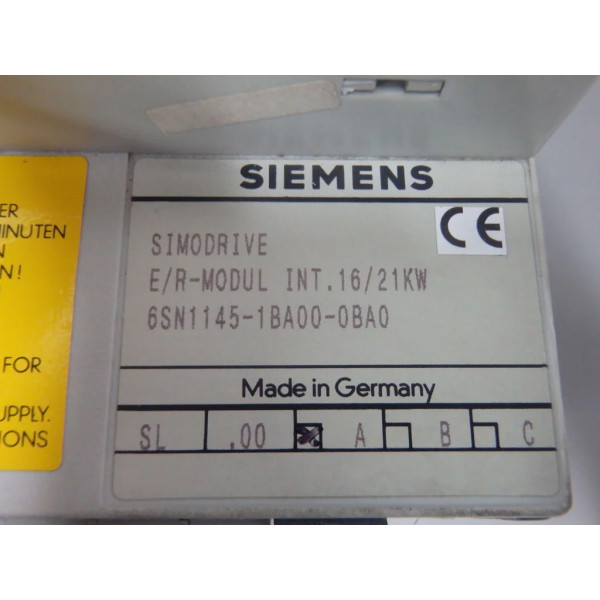 ER
MINUTEN
N
N!
FOR
UPPLY.
IONS
SIEMENS
CE
SIMODRIVE
E/R-MODUL INT.16/21KW
6SN1145-1BA00-0BA0
Made in Germany
SL .00 A B C